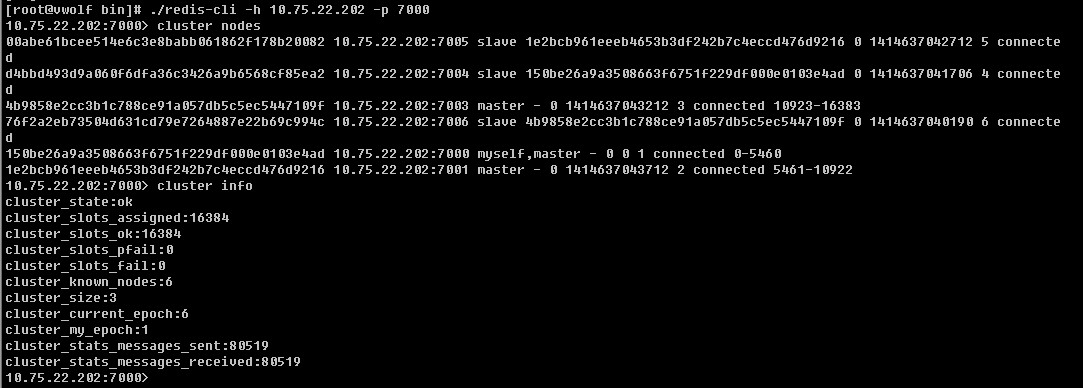 [root@vwolf bin]# ./redis-cli -h 10.75.22.202 -p 7000
10.75.22.202:7000> cluster nodes
00abe61bcee514e6c3e8babb061862f178b20082 10.75.22.202:7005 slave 1e2bcb961eeeb4653b3df242b7c4eccd476d9216 0 1414637042712 5 connecte
d
d4bbd493d9a060f6dfa36c3426a9b6568cf85ea2 10.75.22.202:7004 slave 150be26a9a3508663f6751f229df000e0103e4ad 0 1414637041706 4 connecte
d
4b9858e2cc3b1c788ce91a057db5c5ec5447109f 10.75.22.202:7003 master - 0 1414637043212 3 connected 10923-16383
76f2a2eb73504d631cd79e7264887e22b69c994c 10.75.22.202:7006 slave 4b9858e2cc3b1c788ce91a057db5c5ec5447109f 0 1414637040190 6 connecte
d
150be26a9a3508663f6751f229df000e0103e4ad 10.75.22.202:7000 myself,master - 0 0 1 connected 0-5460
1e2bcb961eeeb4653b3df242b7c4eccd476d9216 10.75.22.202:7001 master - 0 1414637043712 2 connected 5461-10922
10.75.22.202:7000> cluster info
cluster_state:ok
cluster_slots_assigned:16384
cluster_slots_ok:16384
cluster_slots_pfail:0
cluster_slots_fail:0
cluster_known_nodes:6
cluster_size:3
cluster_current_epoch:6
cluster_my_epoch:1
cluster_stats_messages_sent:80519
cluster_stats_messages_received:80519
10.75.22.202:7000>